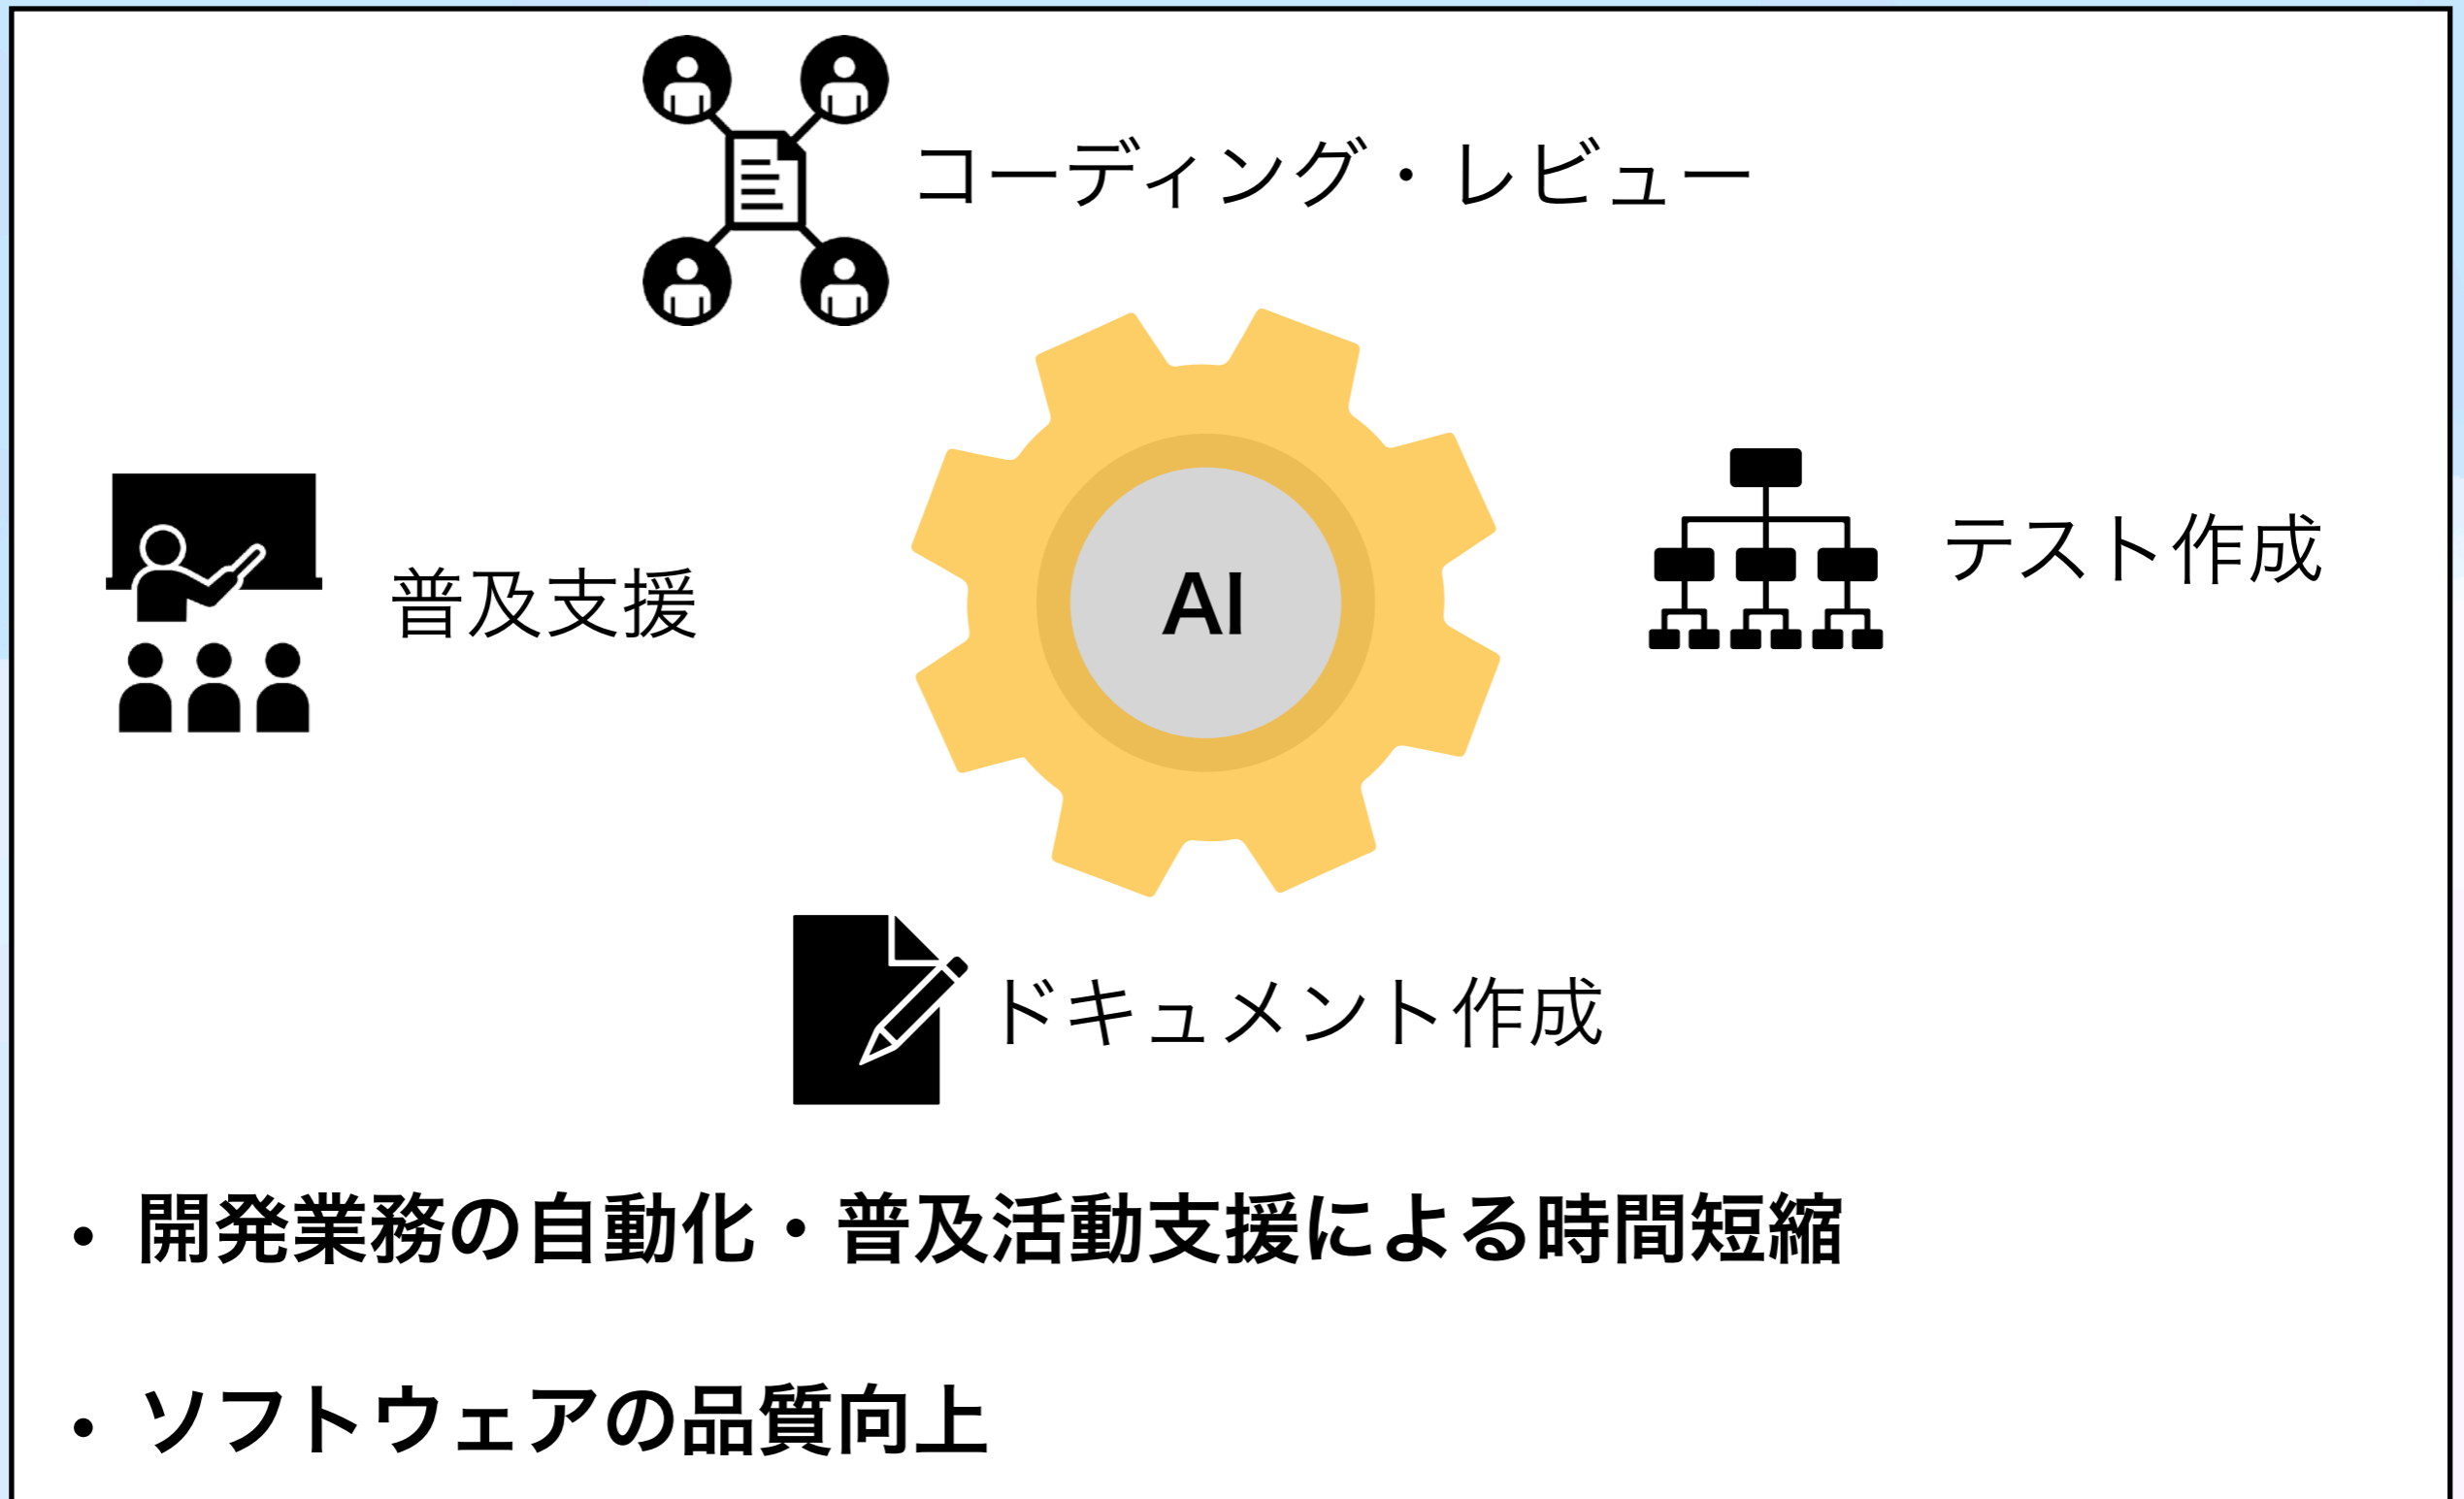 コーディング・レビュー
テスト作成
普及支援
AI
ドキュメント作成
・ 開発業務の自動化・普及活動支援による時間短縮
・ ソフトウェアの品質向上